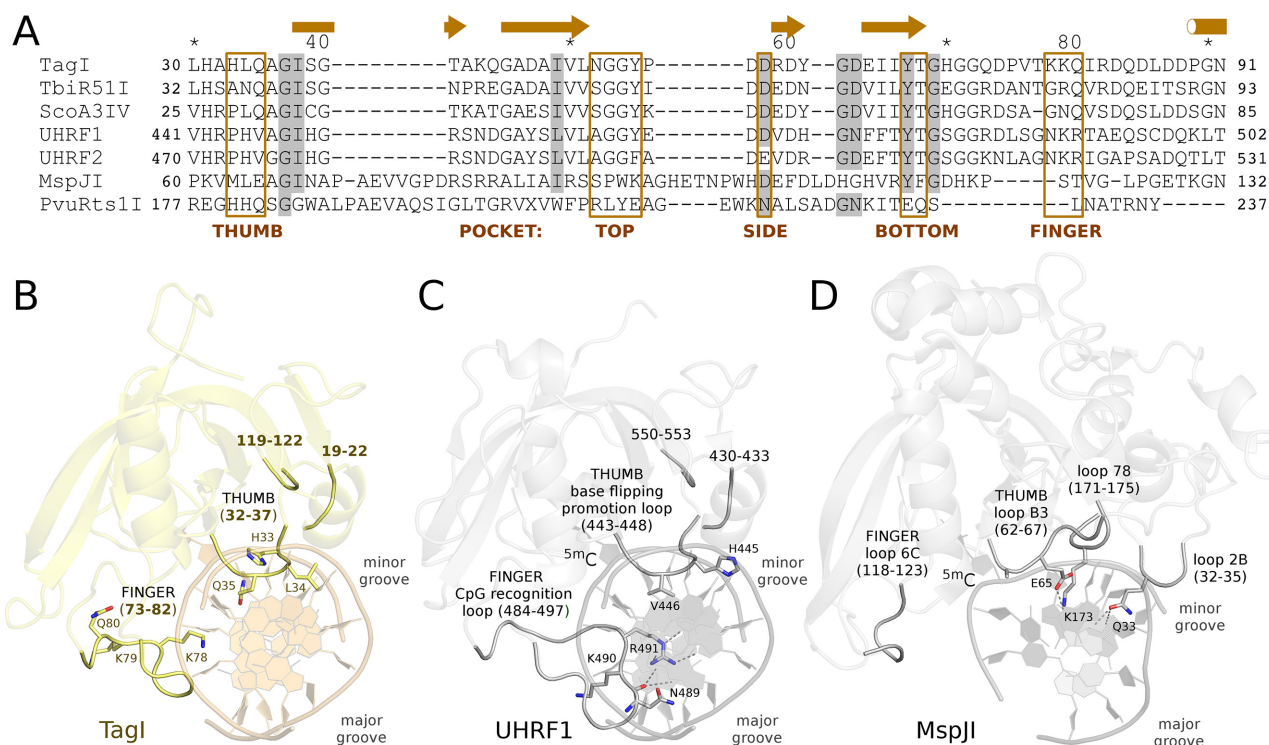 A
* 40 * 60 * 80 *
TagI 30 LHAHLQAGISG---------TAKQGADAIVLNGGYP-------DDRDY-GDEIIYTGHGGQDPVTKKQIRDQDLDDPGN 91
TbiR51I 32 LHSANQAGISG---------NPREGADAIVVSGGYP-------DDEDN-GDVILYTGEGGRDANTGRQVRDQEITSRGN 93
ScoA3IV 25 VHRPLQAGICG---------TKATGAESIVVSGGYK-------DDEDY-GDVIIYTGHGGRDSA-GNQVSDQSLDDSGN 85
UHRF1 441 VHRPHVAGIHG---------RSNDGAYSLVLAGGYE-------DDVDH-GNFFTYTGSGGRDLSGNKRTAEQSCDQKLT 502
UHRF2 470 VHRPHVGGIHG---------RSNDGAYSLVLAGGFA-------DEVDR-GDEFTYTGSGGKNLAGNKRIGAPSADQTLT 531
MspJI 60 PKVMLEAGINAP-AEVVGPDRSRRALIAIRSSPWKAGHETNPWHDEFDLDHGHVRYFGDHKP-----STVG-LPGETKGN 132
PvuRts1I 177 REGHHQSGGWALPAEVAQSIGLTGRVXVWFPRLYEAG----EWKNALSADGNKITEQS---------LNATRNY----- 237
THUMB POCKET: TOP SIDE BOTTOM FINGER
B
119-122
19-22
THUMB
(32-37)
H33
Q35
L34
minor
groove
FINGER
(73-82)
Q80
K79
K78
TagI
major
groove
C
550-553
430-433
THUMB
base flipping
promotion loop
(443-448)
5mC
H445
minor
groove
FINGER
CpG recognition
loop (484-497)
V446
R491
K490
N489
UHRF1
major
groove
D
loop 78
(171-175)
THUMB
loop B3
(62-67)
FINGER
loop 6C
(118-123)
5mC
loop 2B
(32-35)
E65
K173
Q33
minor
groove
MspJI
major
groove